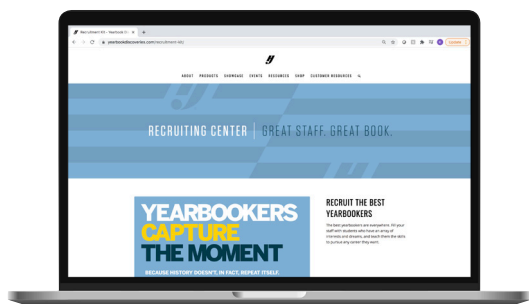 Recruitment Kit - Yearbook Di
yearbookdiscoveries.com/recruitment-kit/
Update
ABOUT PRODUCTS SHOWCASE EVENTS RESOURCES SHOP CUSTOMER RESOURCES
RECRUITING CENTER | GREAT STAFF. GREAT BOOK.
YEARBOOKERS
CAPTURE
THE MOMENT
BECAUSE HISTORY DOESN'T, IN FACT, REPEAT ITSELF.
RECRUIT THE BEST
YEARBOOKERS
The best yearbookers are everywhere. Fill your
staff with students who have an array of
interests and dreams, and teach them the skills
to pursue any career they want.